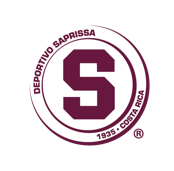 DEPORTIVO SAPRISSA
S
1935 • COSTA RICA
®